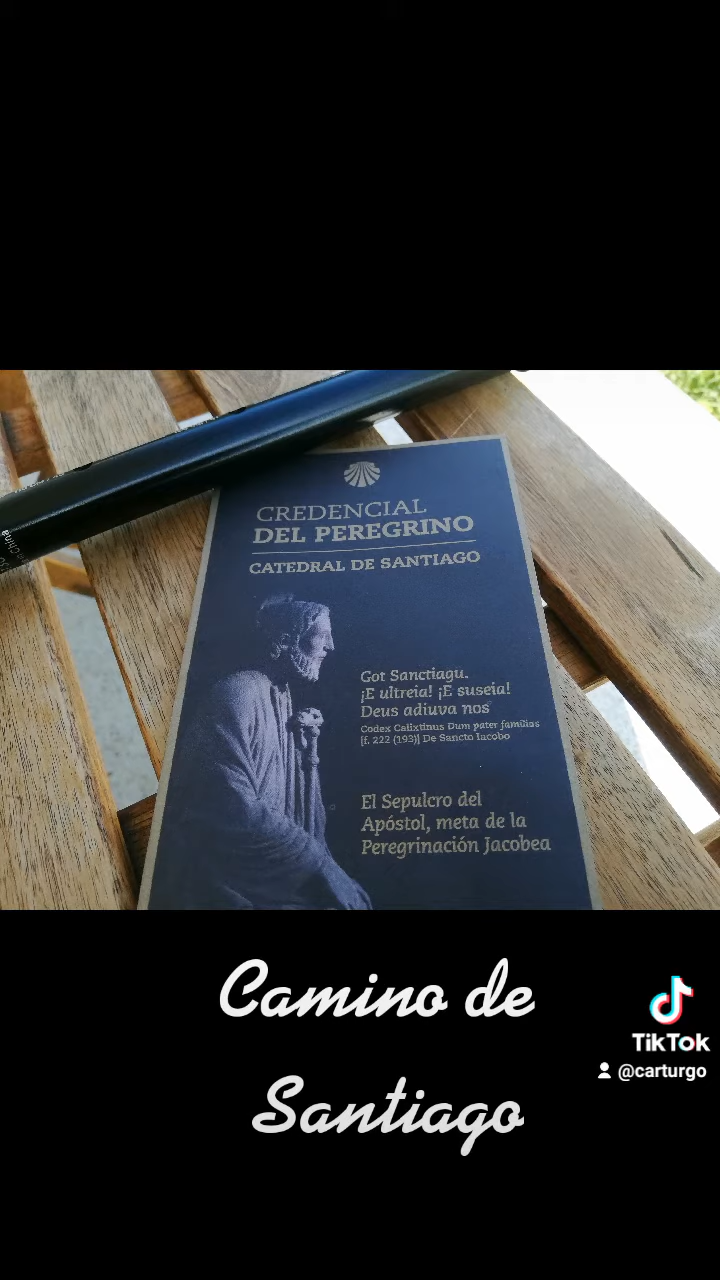 CREDENCIAL
DEL PEREGRINO
CATEDRAL DE SANTIAGO
Got Sanctiagu.
¡E ultreia! ¡E suseia!
Deus adiuva nos
Codex Calixtinus Dum pater familias
[f. 222 (193)] De Sancto Iacobo
El Sepulcro del
Apóstol, meta de la
Peregrinación Jacobea
Camino de
Santiago
TikTok
@carturgo